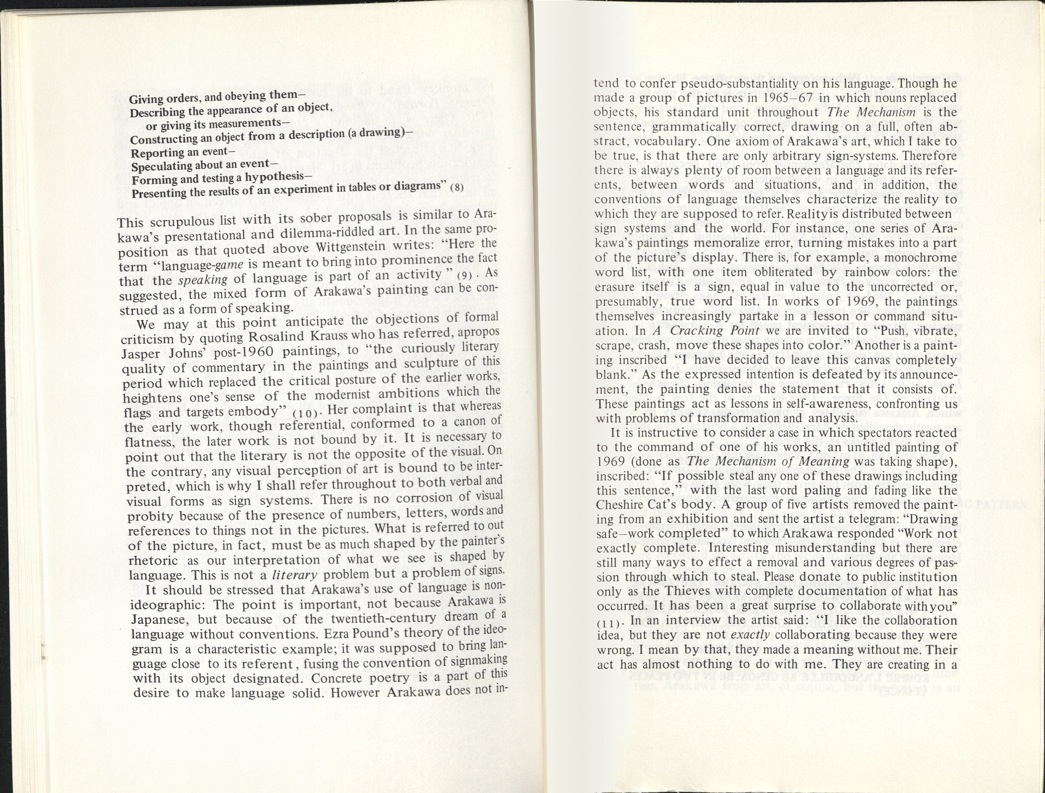 Giving orders, and obeying them—
Describing the appearance of an object,
or giving its measurements—
Constructing an object from a description (a drawing)—
Reporting an event—
Speculating about an event—
Forming and testing a hypothesis—
Presenting the results of an experiment in tables or diagrams” (8)
This scrupulous list with its sober proposals is similar to Ara-
kawa’s presentational and dilemma-riddled art. In the same pro-
position as that quoted above Wittgenstein writes: “Here the
term “language-game is meant to bring into prominence the fact
that the speaking of language is part of an activity ” (9) . As
suggested, the mixed form of Arakawa’s painting can be con-
strued as a form of speaking.
We may at this point anticipate the objections of formal
criticism by quoting Rosalind Krauss who has referred, apropos
Jasper Johns’ post-1960 paintings, to “the curiously literary
quality of commentary in the paintings and sculpture of this
period which replaced the critical posture of the earlier works,
heightens one’s sense of the modernist ambitions which the
flags and targets embody” (10). Her complaint is that whereas
the early work, though referential, conformed to a canon of
flatness, the later work is not bound by it. It is necessary to
point out that the literary is not the opposite of the visual. On
the contrary, any visual perception of art is bound to be inter-
preted, which is why I shall refer throughout to both verbal and
visual forms as sign systems. There is no corrosion of visual
probity because of the presence of numbers, letters, words and
references to things not in the pictures. What is referred to out
of the picture, in fact, must be as much shaped by the painter’s
rhetoric as our interpretation of what we see is shaped by
language. This is not a literary problem but a problem of signs.
It should be stressed that Arakawa’s use of language is non-
ideographic: The point is important, not because Arakawa is
Japanese, but because of the twentieth-century dream of a
language without conventions. Ezra Pound’s theory of the ideo-
gram is a characteristic example; it was supposed to bring lan-
guage close to its referent, fusing the convention of signmaking
with its object designated. Concrete poetry is a part of this
desire to make language solid. However Arakawa does not in-
tend to confer pseudo-substantiality on his language. Though he
made a group of pictures in 1965–67 in which nouns replaced
objects, his standard unit throughout The Mechanism is the
sentence, grammatically correct, drawing on a full, often ab-
stract, vocabulary. One axiom of Arakawa’s art, which I take to
be true, is that there are only arbitrary sign-systems. Therefore
there is always plenty of room between a language and its refer-
ents, between words and situations, and in addition, the
conventions of language themselves characterize the reality to
which they are supposed to refer. Reality is distributed between
sign systems and the world. For instance, one series of Ara-
kawa’s paintings memoralize error, turning mistakes into a part
of the picture’s display. There is, for example, a monochrome
word list, with one item obliterated by rainbow colors: the
erasure itself is a sign, equal in value to the uncorrected or,
presumably, true word list. In works of 1969, the paintings
themselves increasingly partake in a lesson or command situ-
ation. In A Cracking Point we are invited to “Push, vibrate,
scrape, crash, move these shapes into color.” Another is a paint-
ing inscribed “I have decided to leave this canvas completely
blank.” As the expressed intention is defeated by its announce-
ment, the painting denies the statement that it consists of.
These paintings act as lessons in self-awareness, confronting us
with problems of transformation and analysis.
It is instructive to consider a case in which spectators reacted
to the command of one of his works, an untitled painting of
1969 (done as The Mechanism of Meaning was taking shape),
inscribed: “If possible steal any one of these drawings including
this sentence,” with the last word paling and fading like the
Cheshire Cat’s body. A group of five artists removed the paint-
ing from an exhibition and sent the artist a telegram: “Drawing
safe—work completed” to which Arakawa responded “Work not
exactly complete. Interesting misunderstanding but there are
still many ways to effect a removal and various degrees of pas-
sion through which to steal. Please donate to public institution
only as the Thieves with complete documentation of what has
occurred. It has been a great surprise to collaborate with you”
(11). In an interview the artist said: “I like the collaboration
idea, but they are not exactly collaborating because they were
wrong. I mean by that, they made a meaning without me. Their
act has almost nothing to do with me. They are creating in a